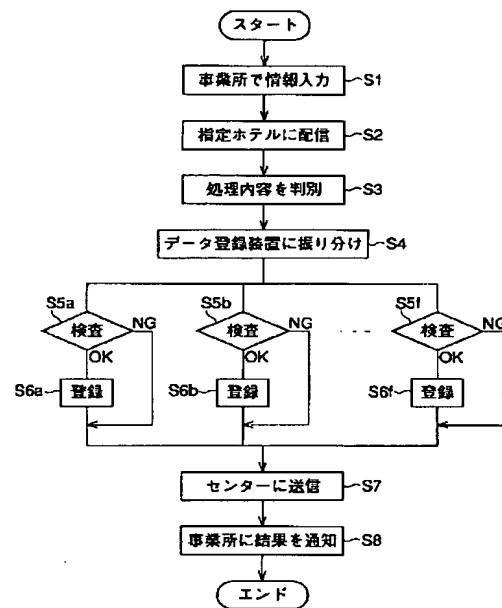 スタート
事業所で情報入力 S1
指定ホテルに配信 S2
処理内容を判別 S3
データ登録装置に振り分け S4
S5a S5b S5f
検査 NG 検査 NG 検査 NG
OK OK OK
S6a 登録 S6b 登録 S6f 登録
センターに送信 S7
事業所に結果を通知 S8
エンド